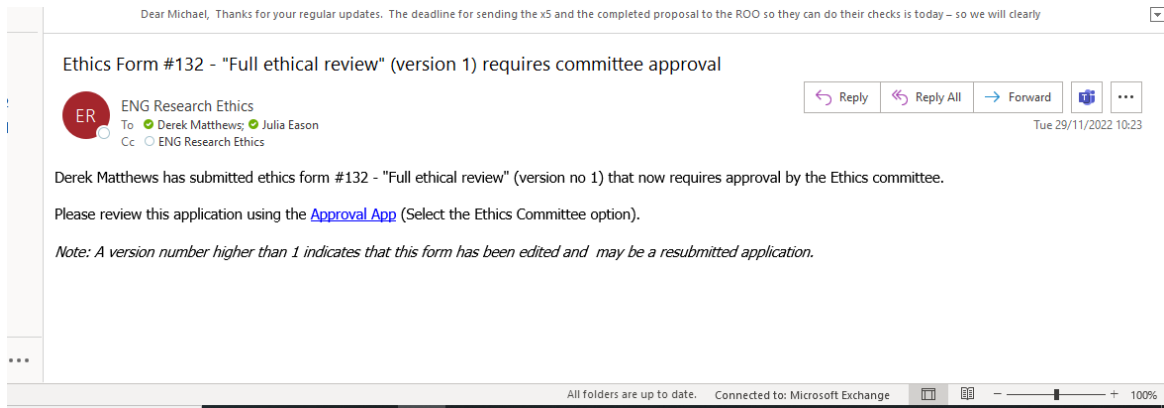 Dear Michael, Thanks for your regular updates. The deadline for sending the x5 and the completed proposal to the ROO so they can do their checks is today – so we will clearly
Ethics Form #132 - "Full ethical review" (version 1) requires committee approval
ER
ENG Research Ethics
To Derek Matthews; Julia Eason
Cc ENG Research Ethics
Reply
Reply All
Forward
Tue 29/11/2022 10:23
Derek Matthews has submitted ethics form #132 - "Full ethical review" (version no 1) that now requires approval by the Ethics committee.
Please review this application using the Approval App (Select the Ethics Committee option).
Note: A version number higher than 1 indicates that this form has been edited and may be a resubmitted application.
All folders are up to date. Connected to: Microsoft Exchange 100%